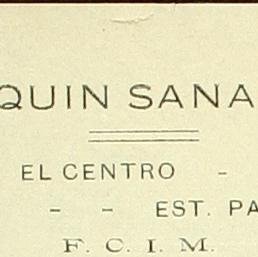 QUIN SANA
EL CENTRO -
- - EST. PA
F. C. I. M.